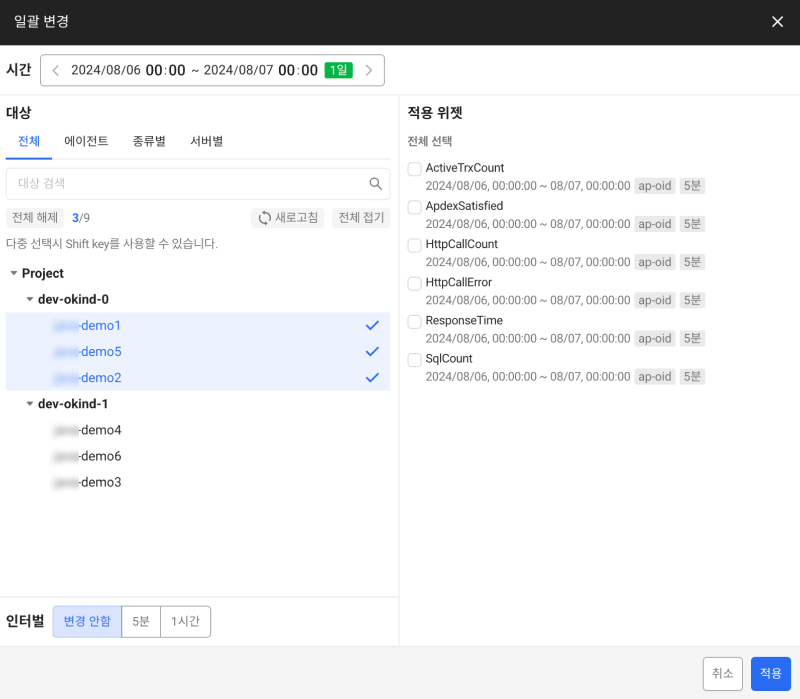 일괄 변경
시간 2024/08/06 00:00 ~ 2024/08/07 00:00 1일
대상
전체 에이전트 종류별 서버별
대상 검색
전체 해제 3/9 새로고침 전체 접기
다중 선택시 Shift key를 사용할 수 있습니다.
Project
dev-okind-0
-demo1
-demo5
-demo2
dev-okind-1
-demo4
-demo6
-demo3
인터벌 변경 안함 5분 1시간
적용 위젯
전체 선택
ActiveTrxCount
2024/08/06, 00:00:00 ~ 08/07, 00:00:00 ap-oid 5분
ApdexSatisfied
2024/08/06, 00:00:00 ~ 08/07, 00:00:00 ap-oid 5분
HttpCallCount
2024/08/06, 00:00:00 ~ 08/07, 00:00:00 ap-oid 5분
HttpCallError
2024/08/06, 00:00:00 ~ 08/07, 00:00:00 ap-oid 5분
ResponseTime
2024/08/06, 00:00:00 ~ 08/07, 00:00:00 ap-oid 5분
SqlCount
2024/08/06, 00:00:00 ~ 08/07, 00:00:00 ap-oid 5분
취소 적용